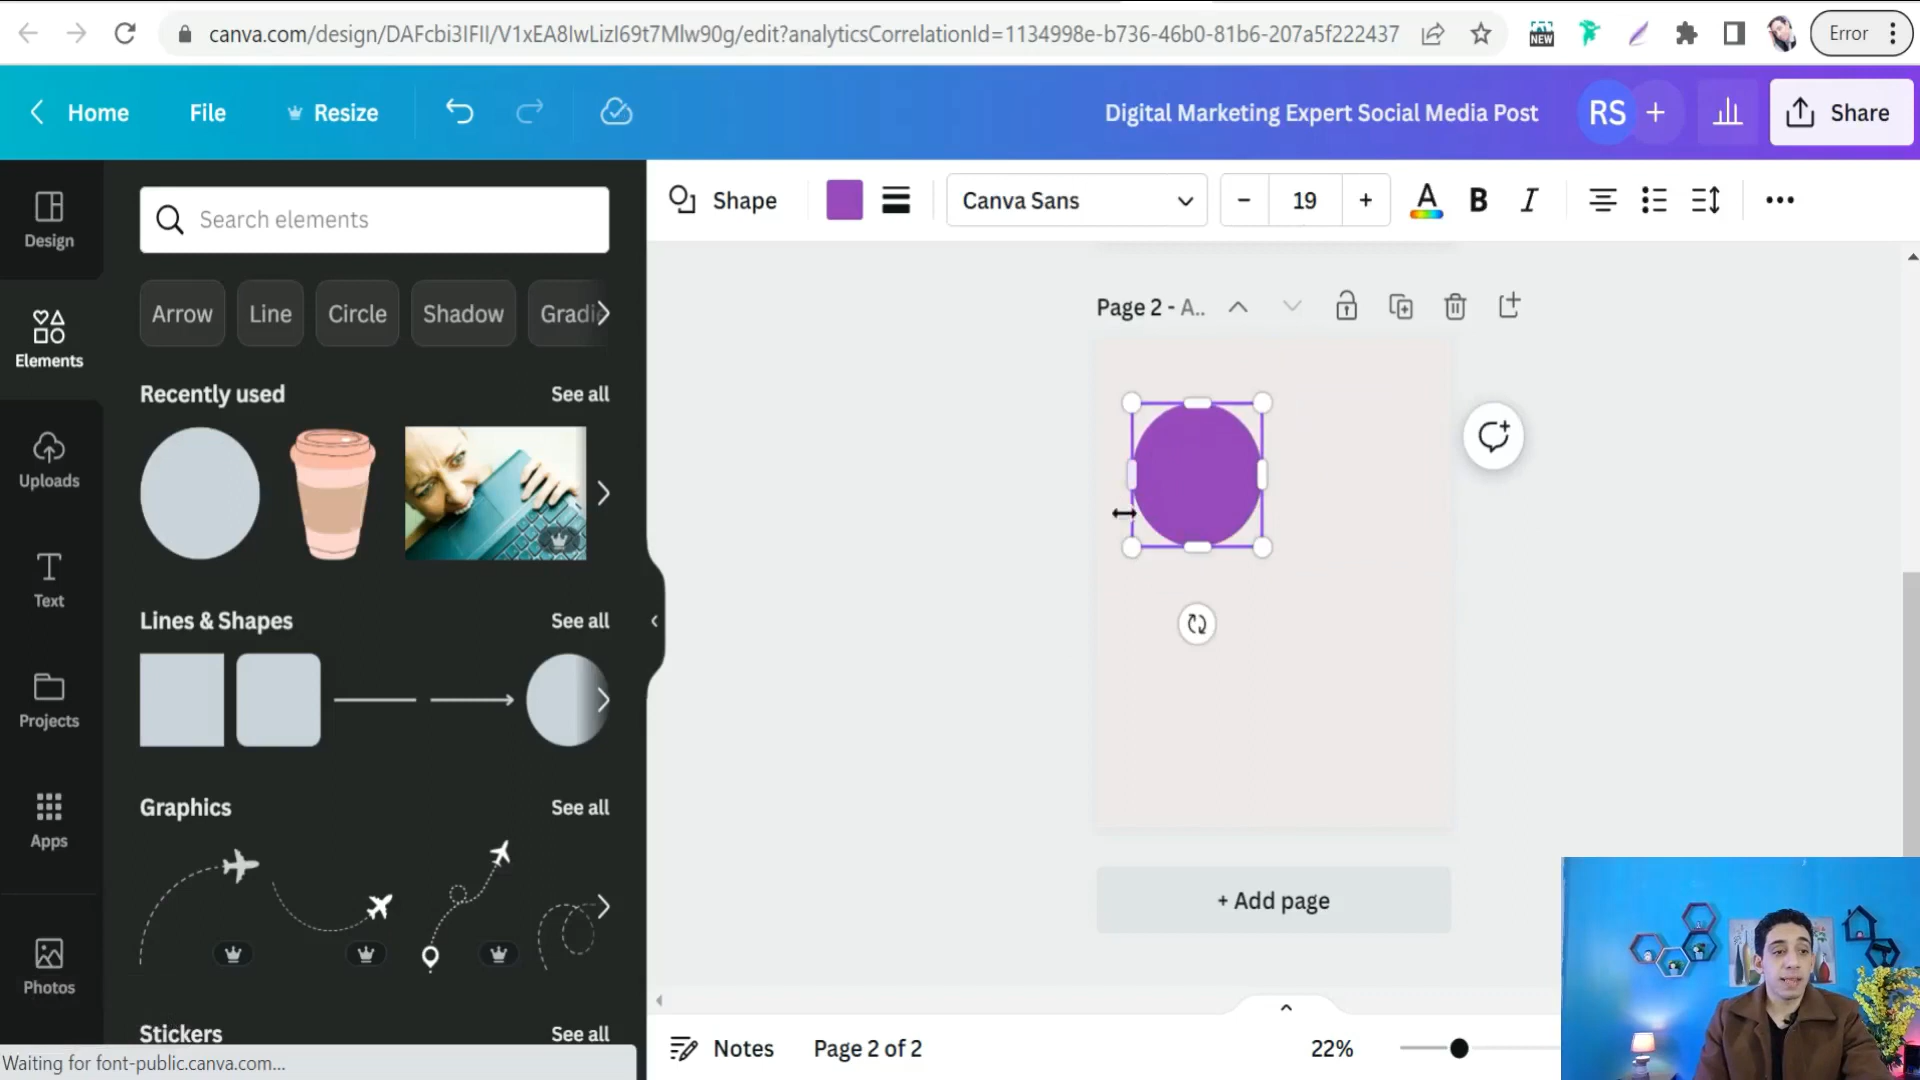 canva.com/design/DAFcbi3IFII/V1xEA8IwLizI69t7Mlw90g/edit?analyticsCorrelationId=1134998e-b736-46b0-81b6-207a5f222437
NEW
Error
Home
File
Resize
Digital Marketing Expert Social Media Post
RS
+
Share
Design
Elements
Uploads
Text
Projects
Apps
Photos
Search elements
Arrow
Line
Circle
Shadow
Gradi
Recently used
See all
Lines & Shapes
See all
Graphics
See all
Stickers
See all
Shape
Canva Sans
− 19 +
A
B
I
Page 2 - A..
+ Add page
Notes
Page 2 of 2
22%
Waiting for font-public.canva.com...